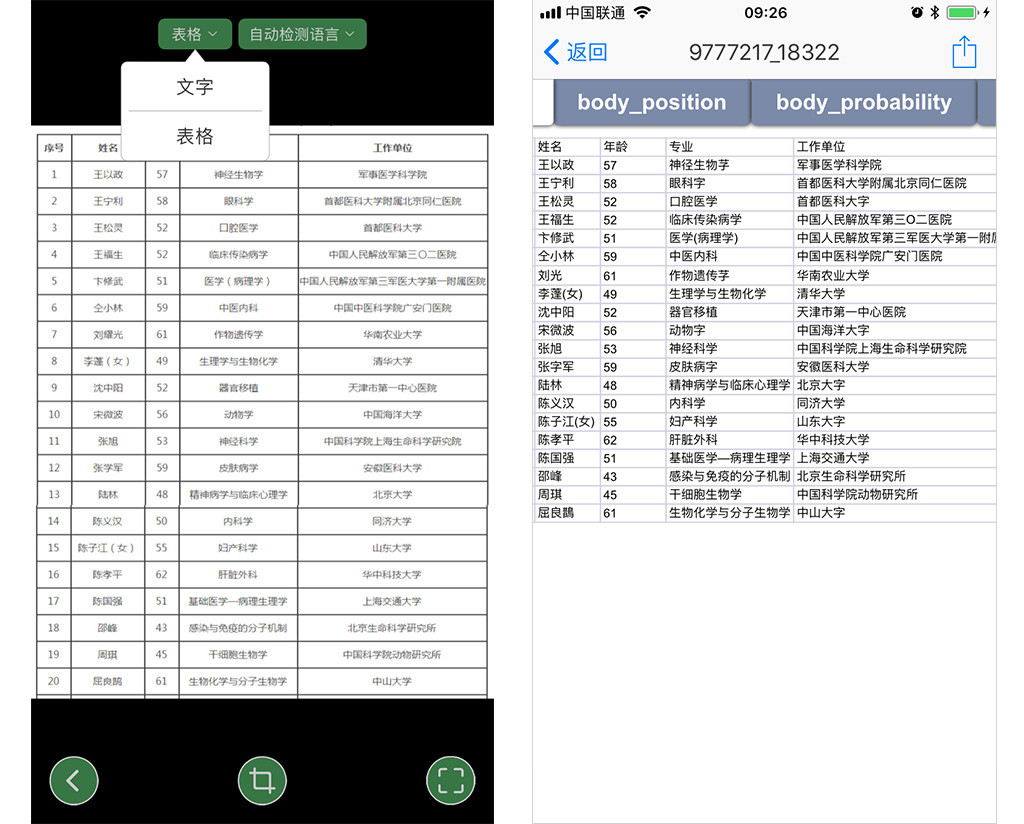 表格
自动检测语言
文字
表格
序号 姓名 工作单位
1 王以政 57 神经生物学 军事医学科学院
2 王宁利 58 眼科学 首都医科大学附属北京同仁医院
3 王松灵 52 口腔医学 首都医科大学
4 王福生 52 临床传染病学 中国人民解放军第三〇二医院
5 卞修武 51 医学（病理学） 中国人民解放军第三军医大学第一附属医院
6 仝小林 59 中医内科 中国中医科学院广安门医院
7 刘耀光 61 作物遗传学 华南农业大学
8 李蓬（女） 49 生理学与生物化学 清华大学
9 沈中阳 52 器官移植 天津市第一中心医院
10 宋微波 56 动物学 中国海洋大学
11 张旭 53 神经科学 中国科学院上海生命科学研究院
12 张学军 59 皮肤病学 安徽医科大学
13 陆林 48 精神病学与临床心理学 北京大学
14 陈义汉 50 内科学 同济大学
15 陈子江（女） 55 妇产科学 山东大学
16 陈孝平 62 肝脏外科 华中科技大学
17 陈国强 51 基础医学—病理生理学 上海交通大学
18 邵峰 43 感染与免疫的分子机制 北京生命科学研究所
19 周琪 45 干细胞生物学 中国科学院动物研究所
20 屈良鹄 61 生物化学与分子生物学 中山大学
中国联通 09:26
返回 9777217_18322
body_position body_probability
姓名 年龄 专业 工作单位
王以政 57 神径生物芓 军事医学科学院
王宁利 58 眼科字 首都医科大学附属北京同仁医院
王松灵 52 口腔医学 首都医科大字
王福生 52 临床传染病学 中国人民解放军第三O二医院
卞修武 51 医学(病理学) 中国人民解放军第三军医大学第一附
仝小林 59 中医内科 中国中医科学院广安门医院
刘光 61 作物遗传芓 华南农业大学
李蓬(女) 49 生理学与生物化学 清华大学
沈中阳 52 器官移植 天津市第一中心医院
宋微波 56 动物字 中国海洋大字
张旭 53 神经科学 中国科学院上海生命科学研究院
张字军 59 皮肤病字 安徽医科大学
陆林 48 精神病学与临床心理学 北京大字
陈义汉 50 内科学 同济大学
陈子江(女) 55 妇产科学 山东大字
陈孝平 62 肝脏外科 华中科技大学
陈国强 51 基础医学—病理生理学 上海交通大学
邵峰 43 感染与免疫的分子机制 北京生命科学研究所
周琪 45 干细胞生物学 中国科学院动物研究所
屈良鹊 61 生物化学与分子生物学 中山大字